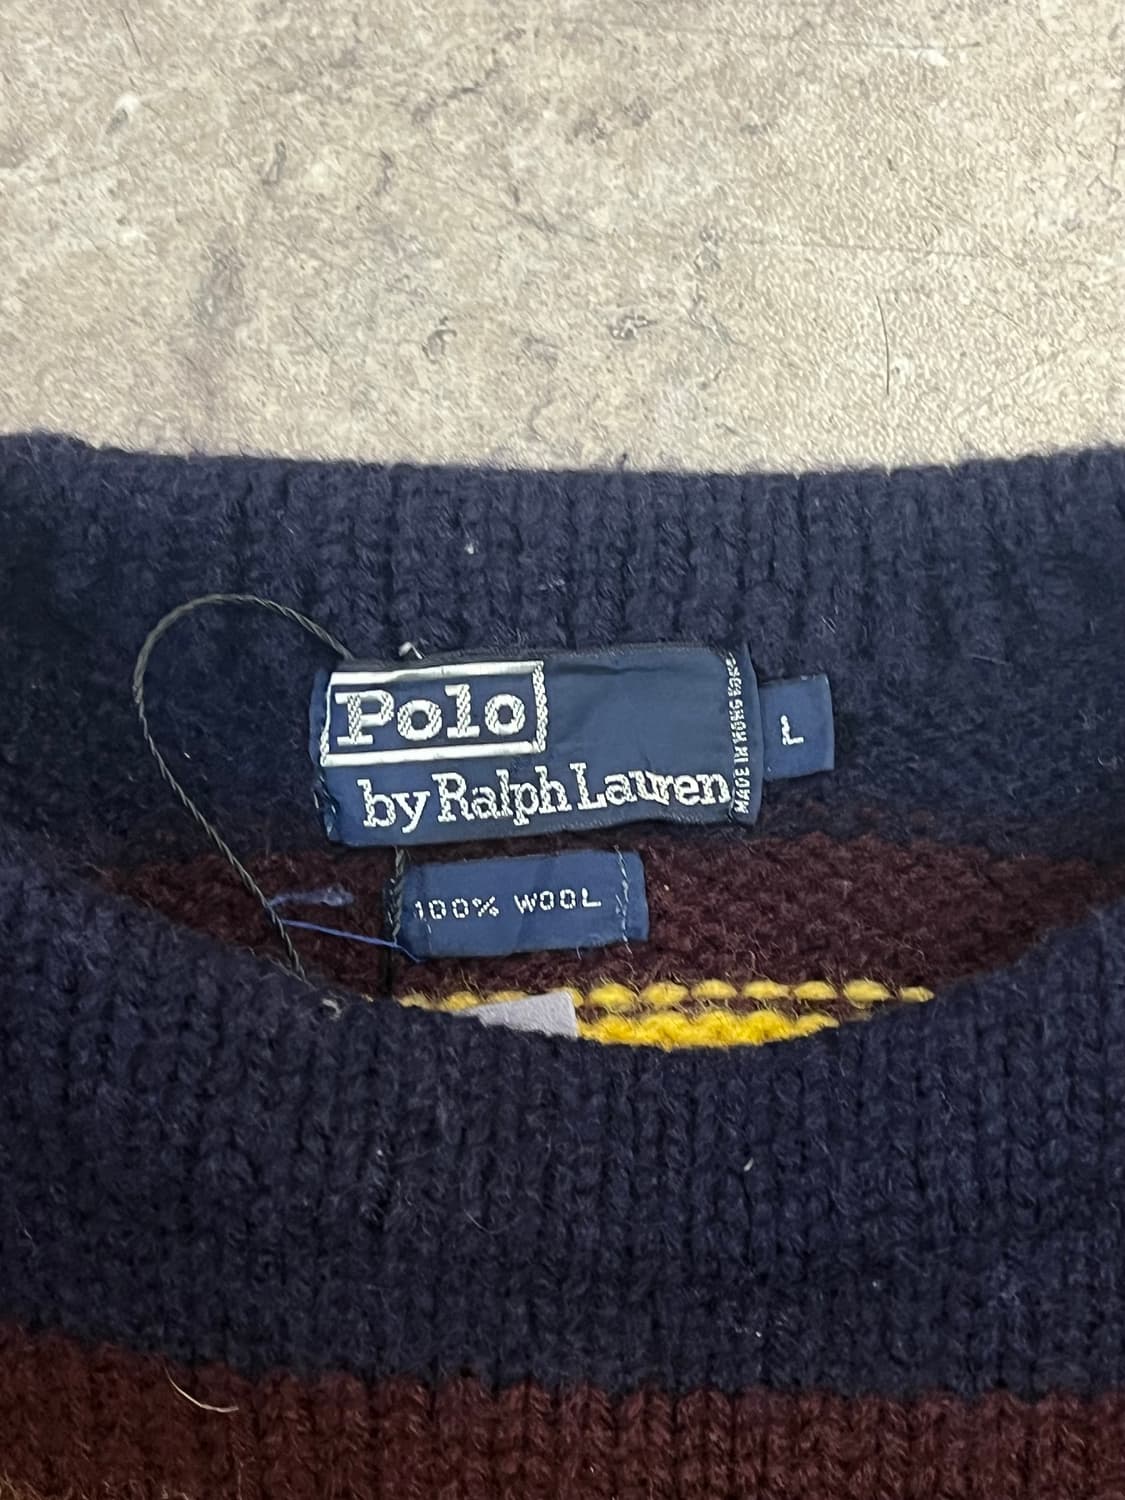 Polo
by Ralph Lauren
MADE IN HONG KONG
L
100% WOOL